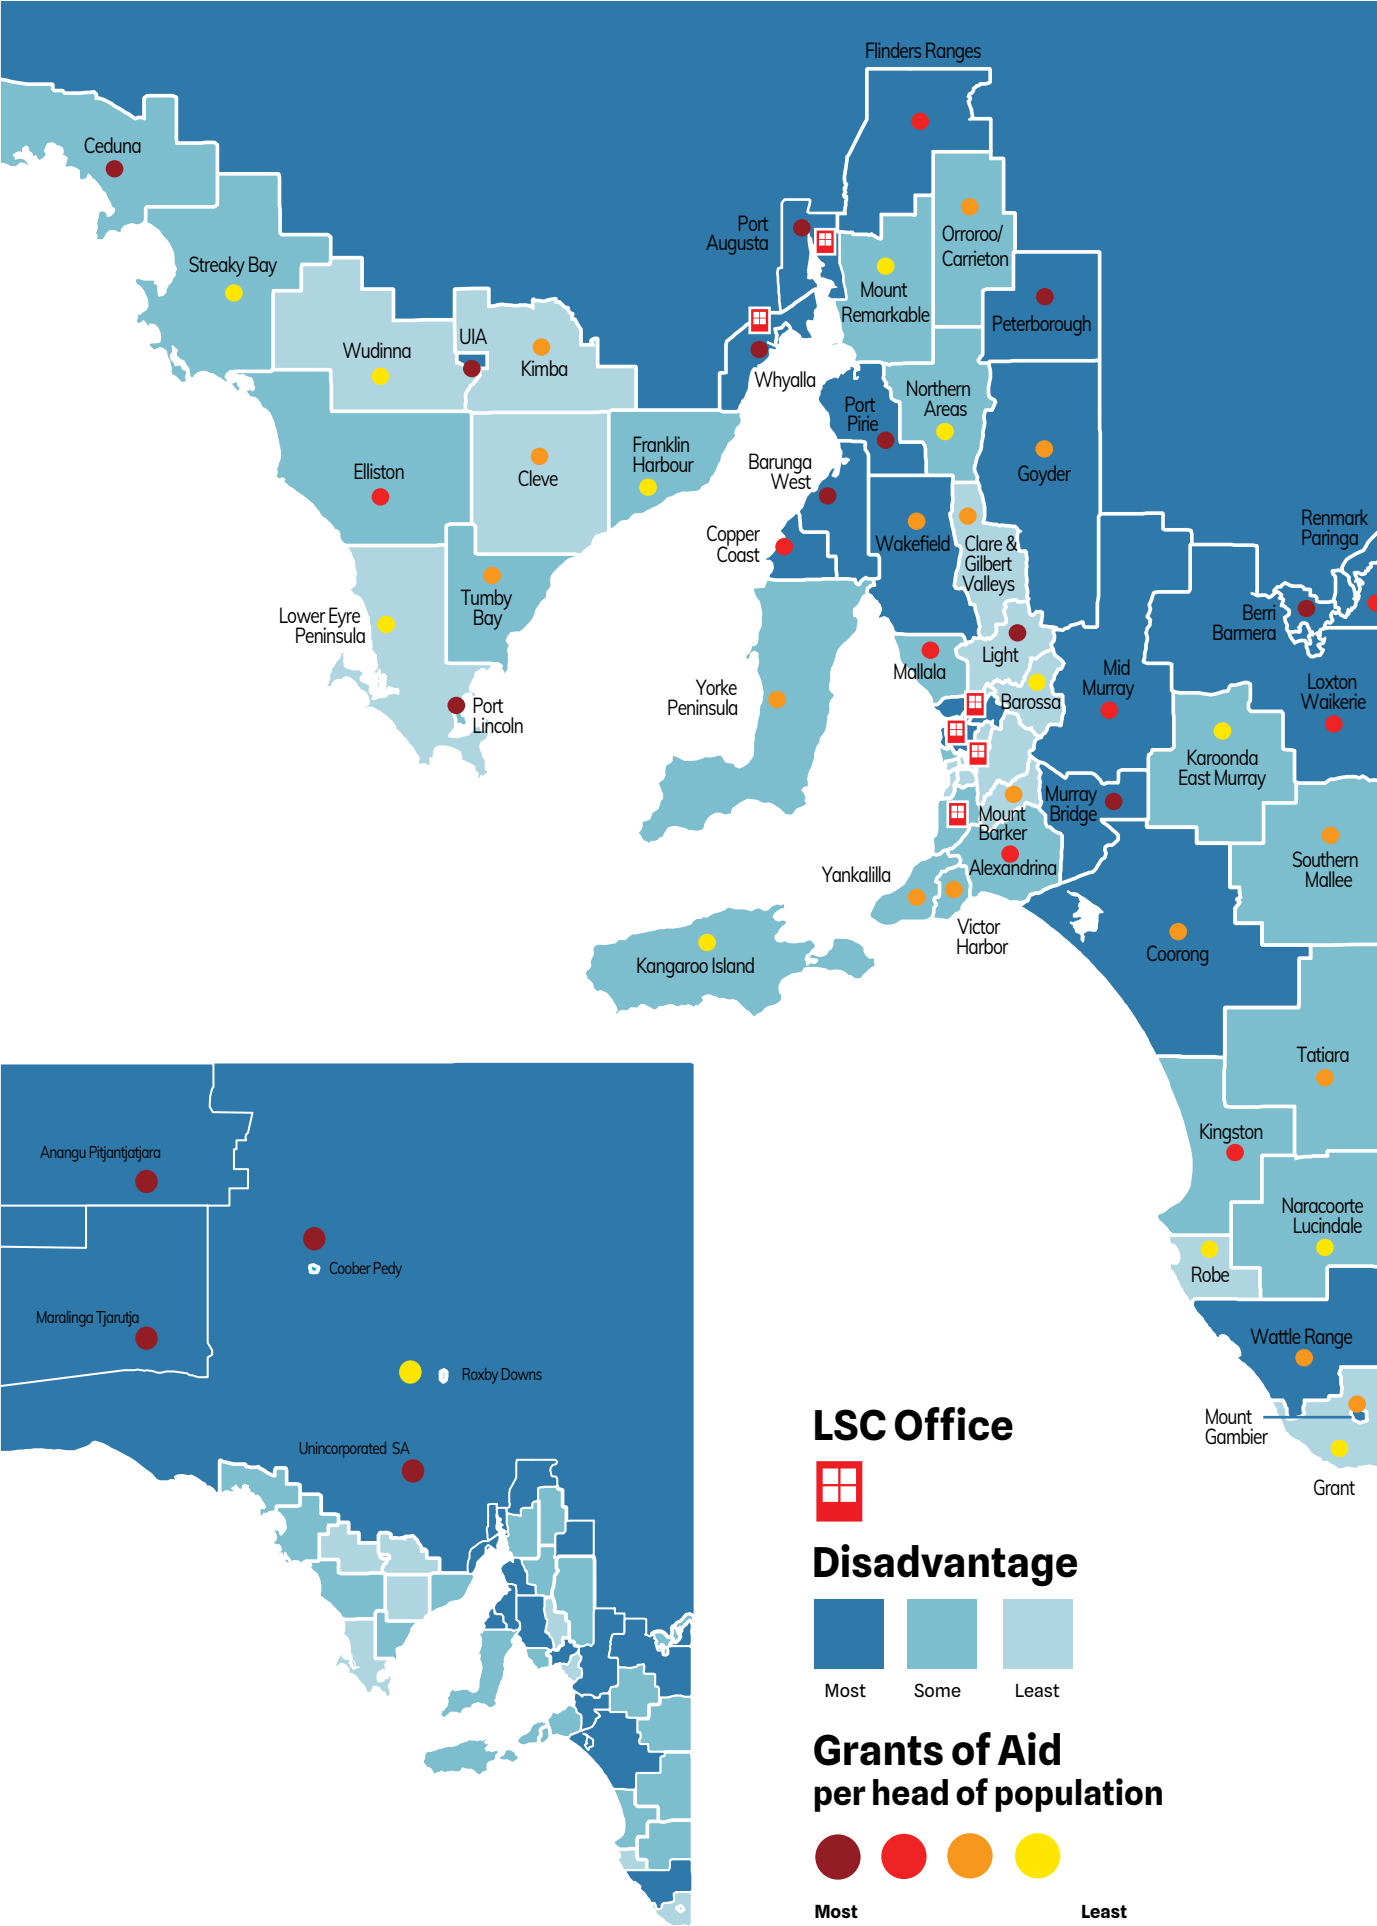 Flinders Ranges
Ceduna
Port
Augusta
Orroroo/
Carrieton
Streaky Bay
Mount
Remarkable
Peterborough
UIA
Wudinna
Kimba
Whyalla
Northern
Areas
Port
Pirie
Franklin
Harbour
Barunga
West
Elliston
Cleve
Goyder
Renmark
Paringa
Copper
Coast
Wakefield
Clare &
Gilbert
Valleys
Tumby
Bay
Lower Eyre
Peninsula
Berri
Barmera
Light
Mallala
Mid
Murray
Loxton
Waikerie
Yorke
Peninsula
Barossa
Port
Lincoln
Karoonda
East Murray
Murray
Bridge
Mount
Barker
Alexandrina
Southern
Mallee
Yankalilla
Victor
Harbor
Kangaroo Island
Coorong
Tatiara
Kingston
Anangu Pitjantjatjara
Naracoorte
Lucindale
Coober Pedy
Robe
Maralinga Tjarutja
Wattle Range
Roxby Downs
Mount
Gambier
Unincorporated SA
Grant
LSC Office
Disadvantage
Most Some Least
Grants of Aid
per head of population
Most Least